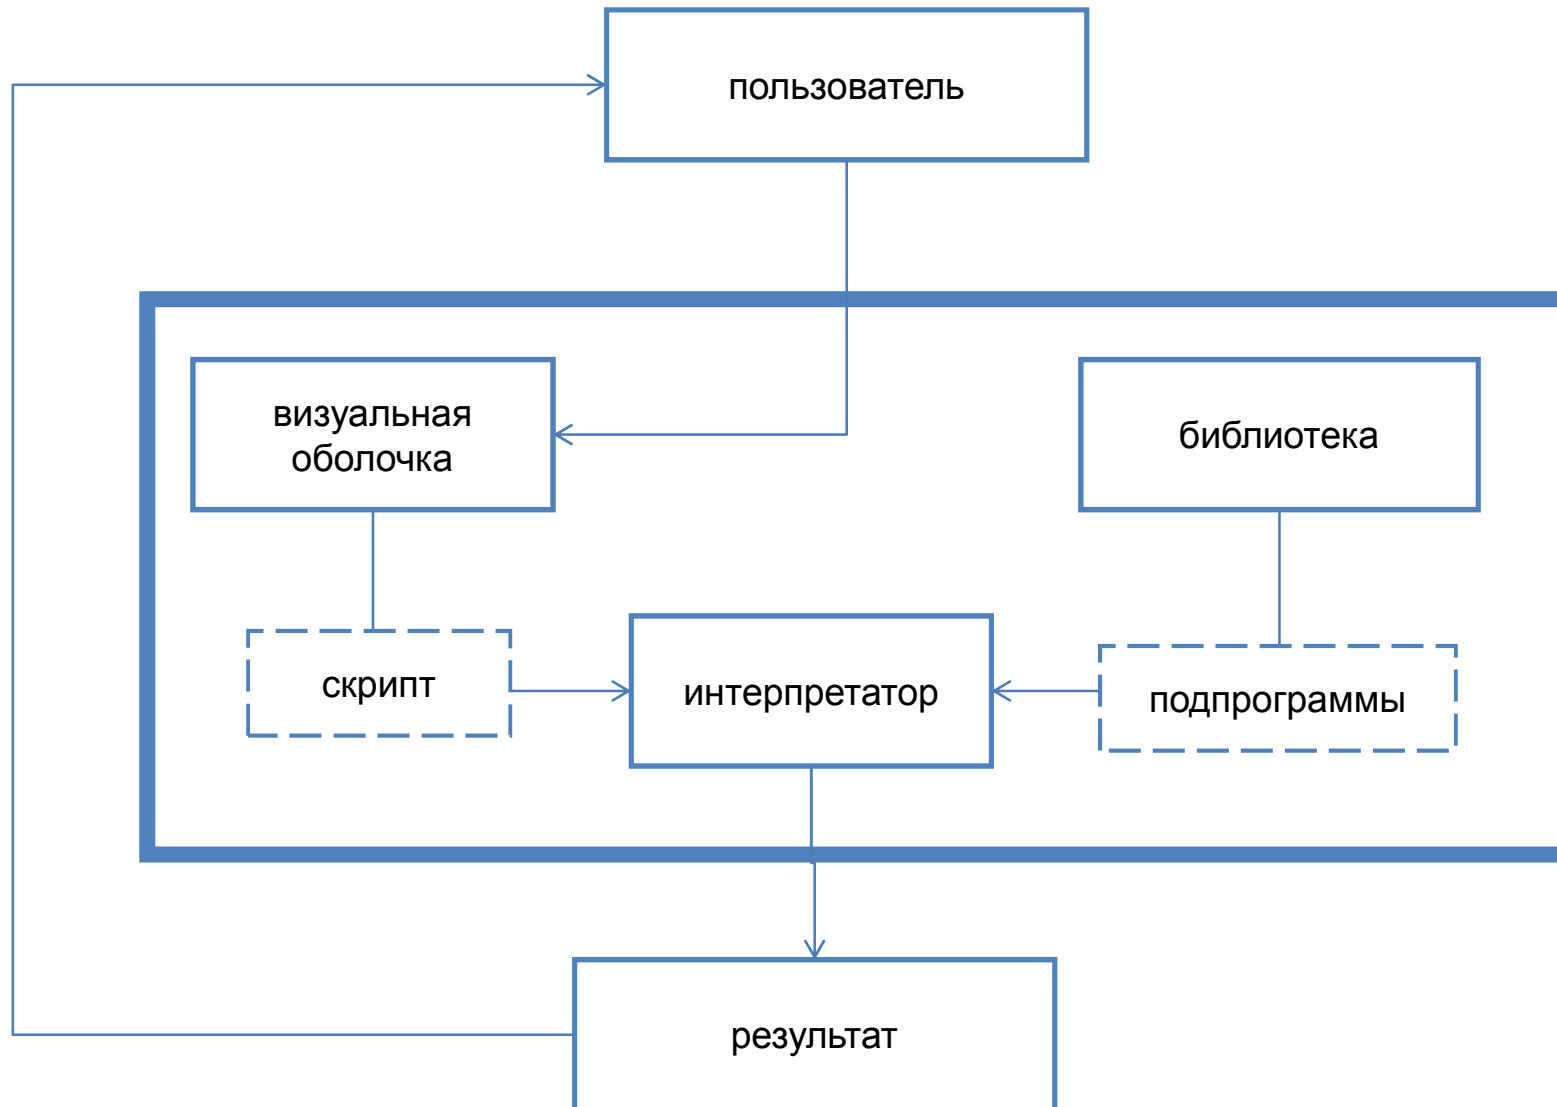 пользователь
визуальная
оболочка
библиотека
скрипт
интерпретатор
подпрограммы
результат